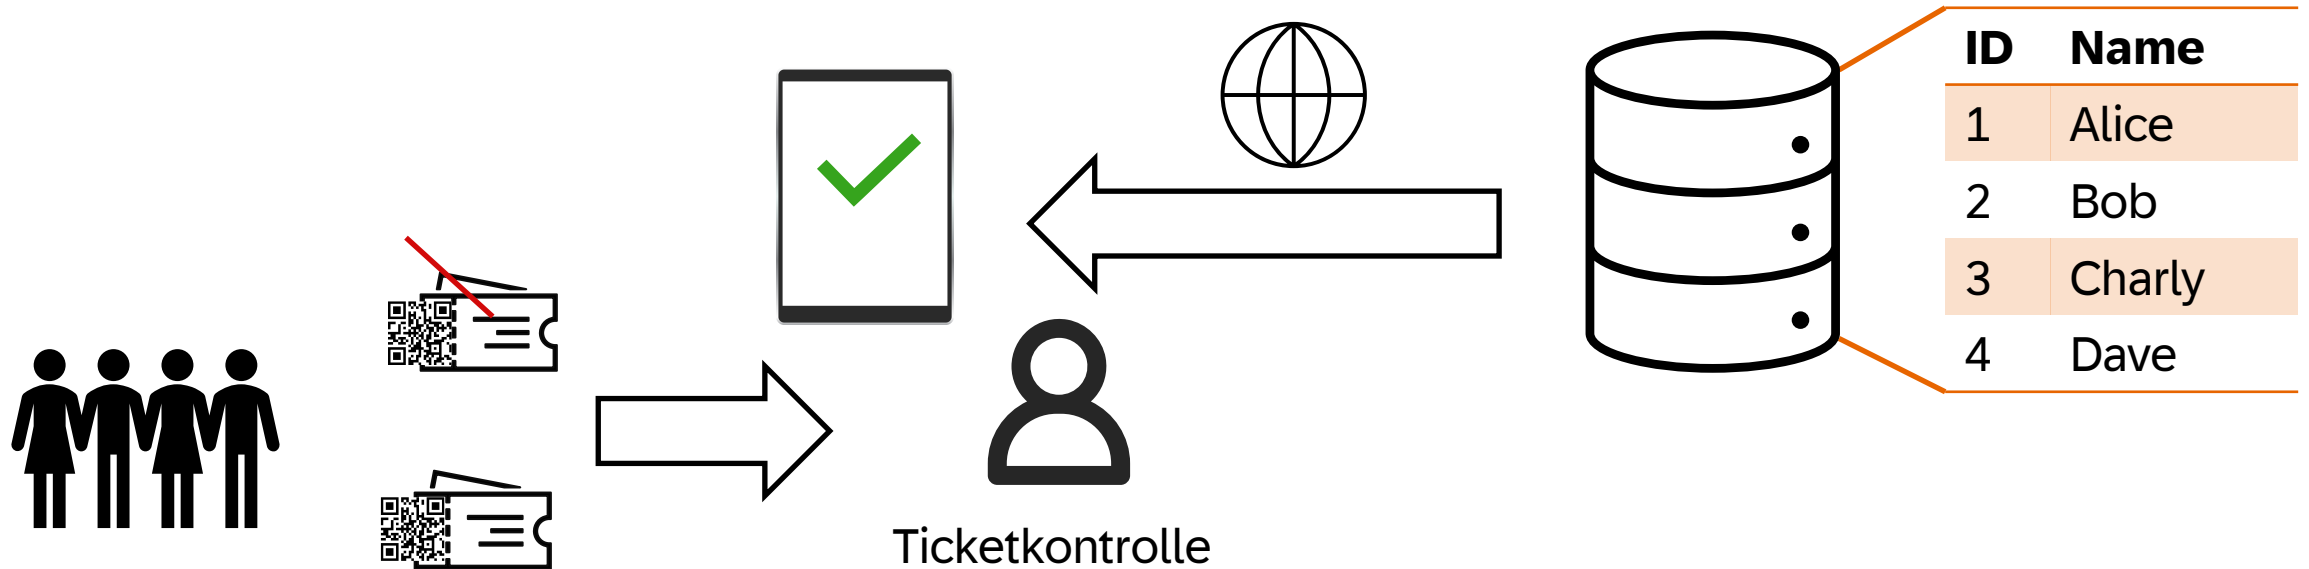 ID Name
1 Alice
2 Bob
3 Charly
4 Dave
Ticketkontrolle